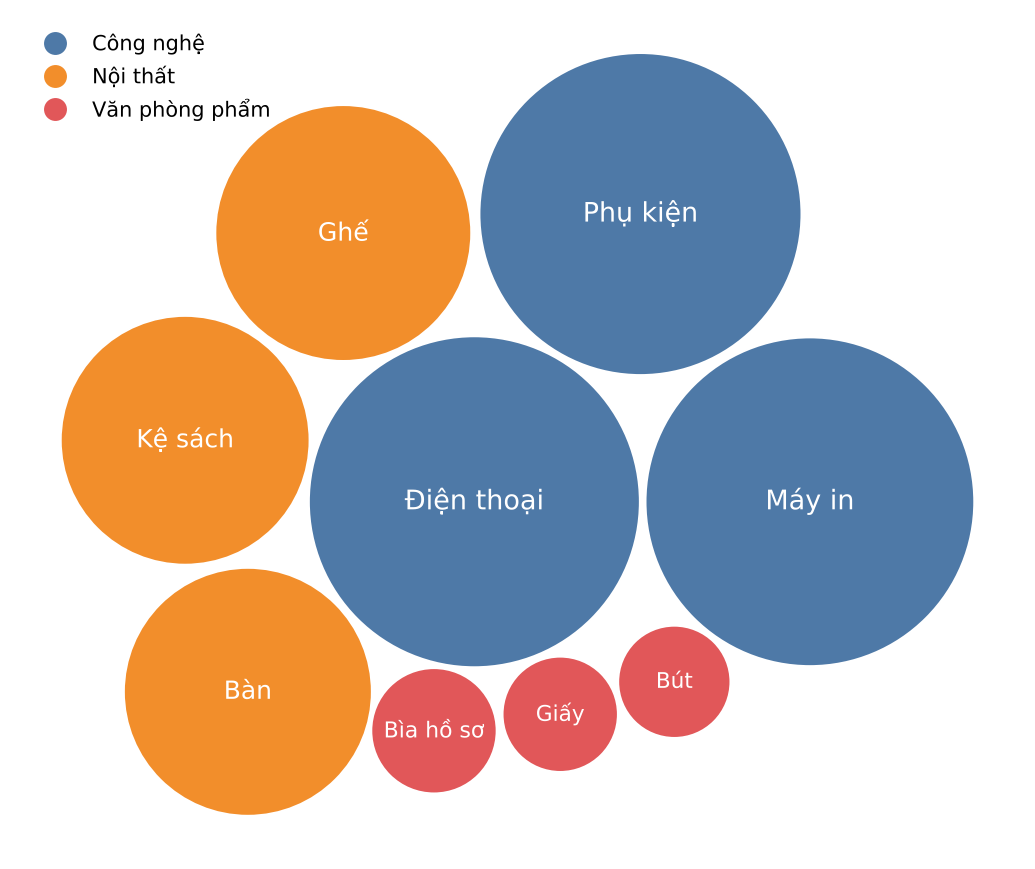 Công nghệ
Nội thất
Văn phòng phẩm
Phụ kiện
Ghế
Kệ sách
Điện thoại
Máy in
Bàn
Bìa hồ sơ
Giấy
Bút